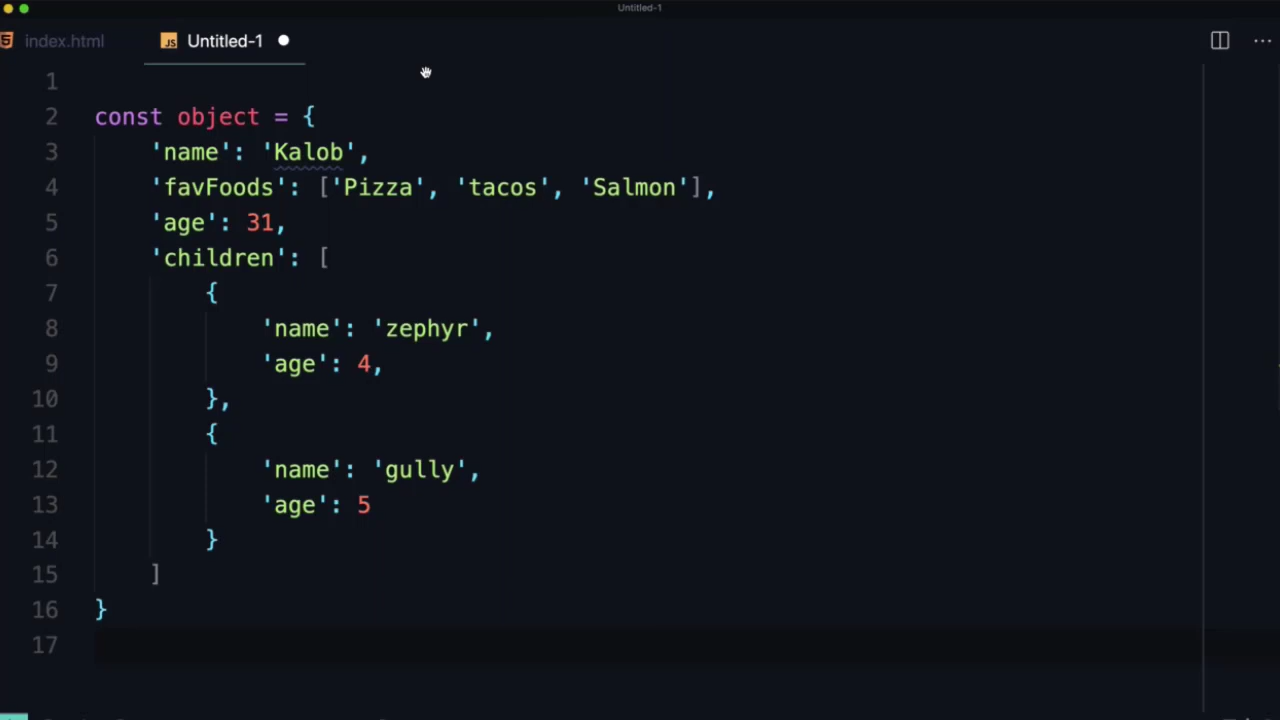 Untitled-1
index.html
JS Untitled-1
1
2 const object = {
3 'name': 'Kalob',
4 'favFoods': ['Pizza', 'tacos', 'Salmon'],
5 'age': 31,
6 'children': [
7 {
8 'name': 'zephyr',
9 'age': 4,
10 },
11 {
12 'name': 'gully',
13 'age': 5
14 }
15 ]
16 }
17